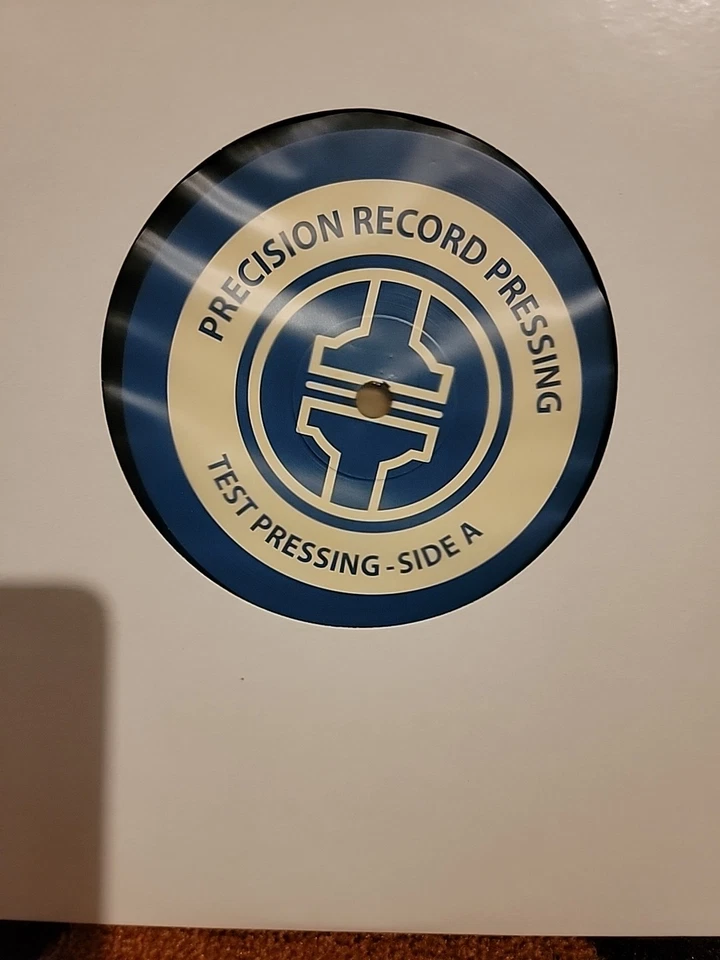 PRECISION RECORD PRESSING
TEST PRESSING - SIDE A